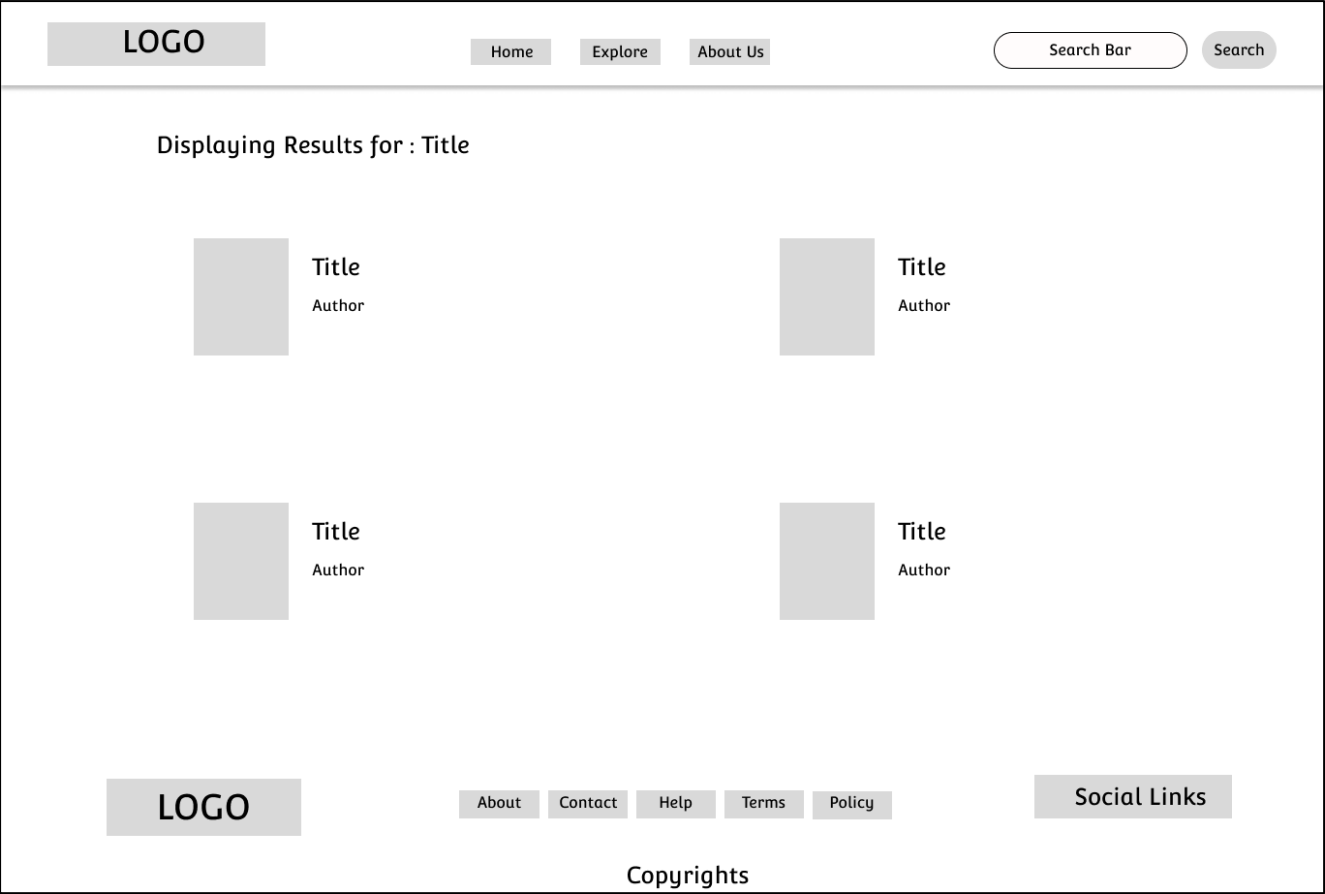 LOGO
Home
Explore
About Us
Search Bar
Search
Displaying Results for : Title
Title
Author
Title
Author
Title
Author
Title
Author
LOGO
About
Contact
Help
Terms
Policy
Social Links
Copyrights